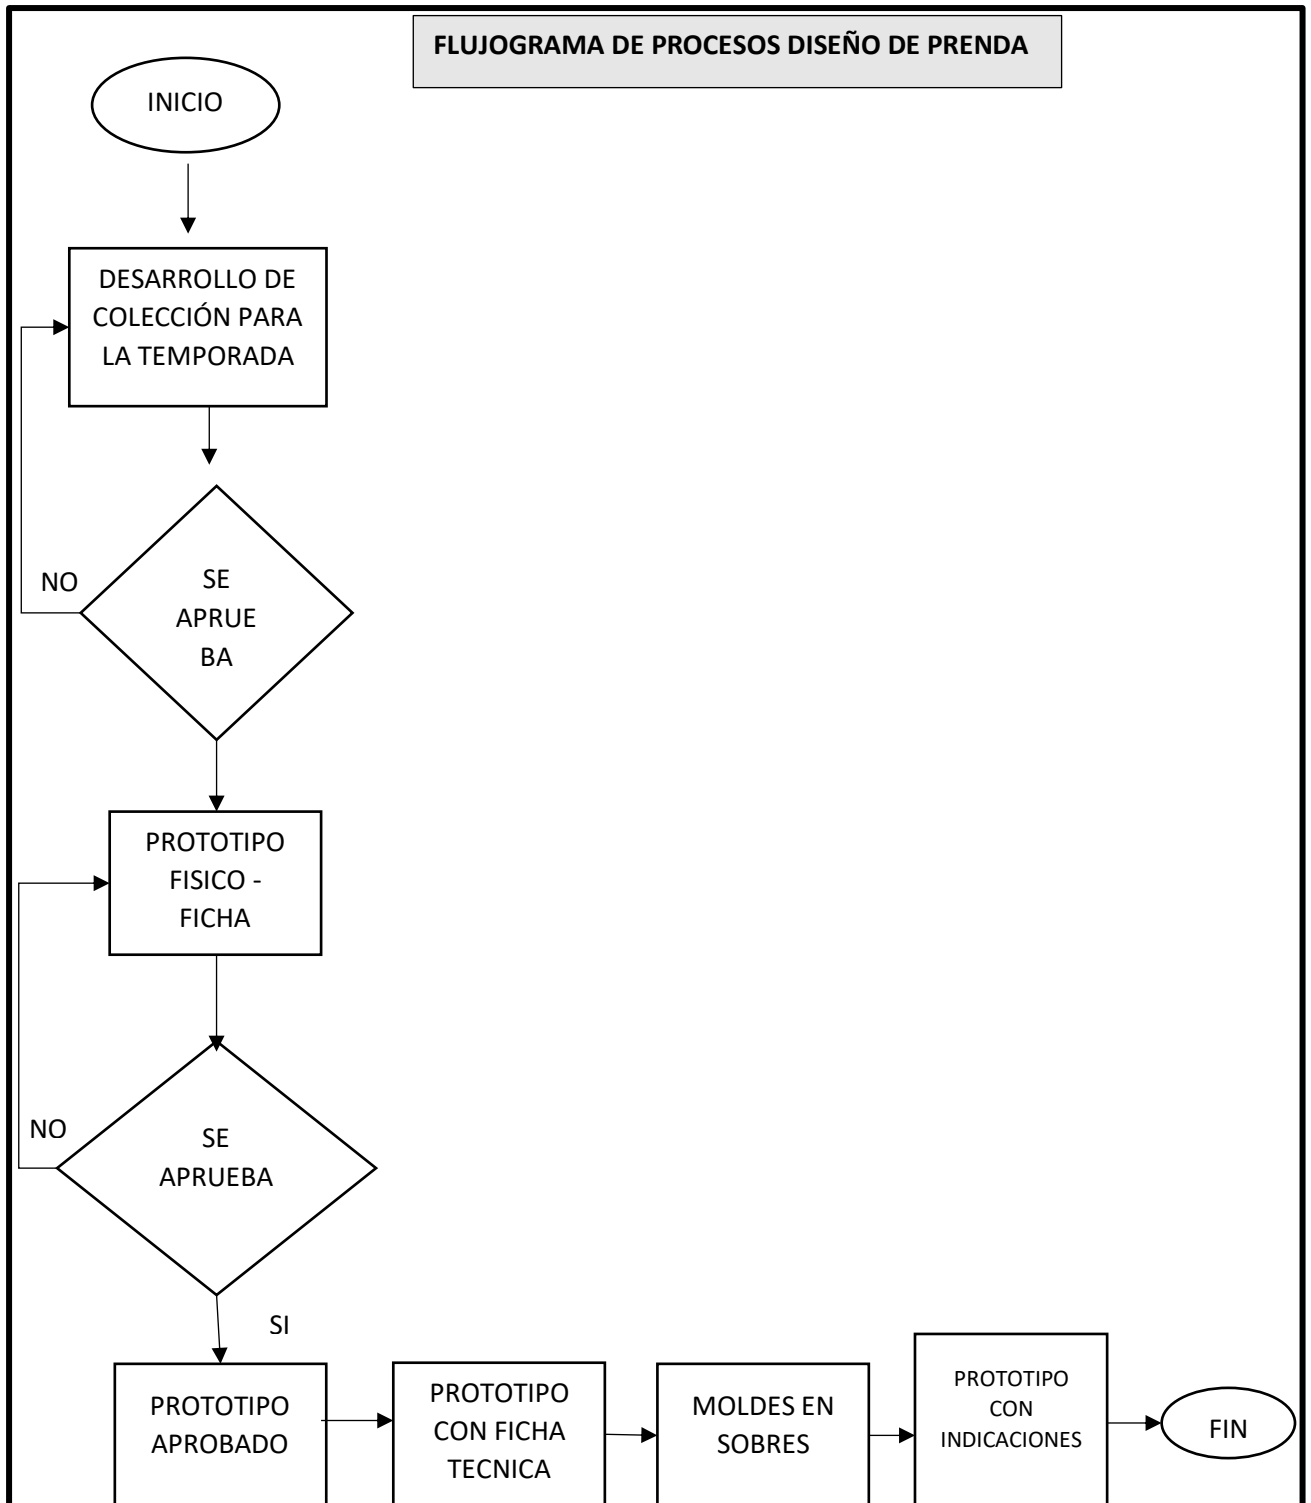 FLUJOGRAMA DE PROCESOS DISEÑO DE PRENDA
INICIO
DESARROLLO DE
COLECCIÓN PARA
LA TEMPORADA
NO
SE
APRUE
BA
PROTOTIPO
FISICO -
FICHA
NO
SE
APRUEBA
SI
PROTOTIPO
APROBADO
PROTOTIPO
CON FICHA
TECNICA
MOLDES EN
SOBRES
PROTOTIPO
CON
INDICACIONES
FIN